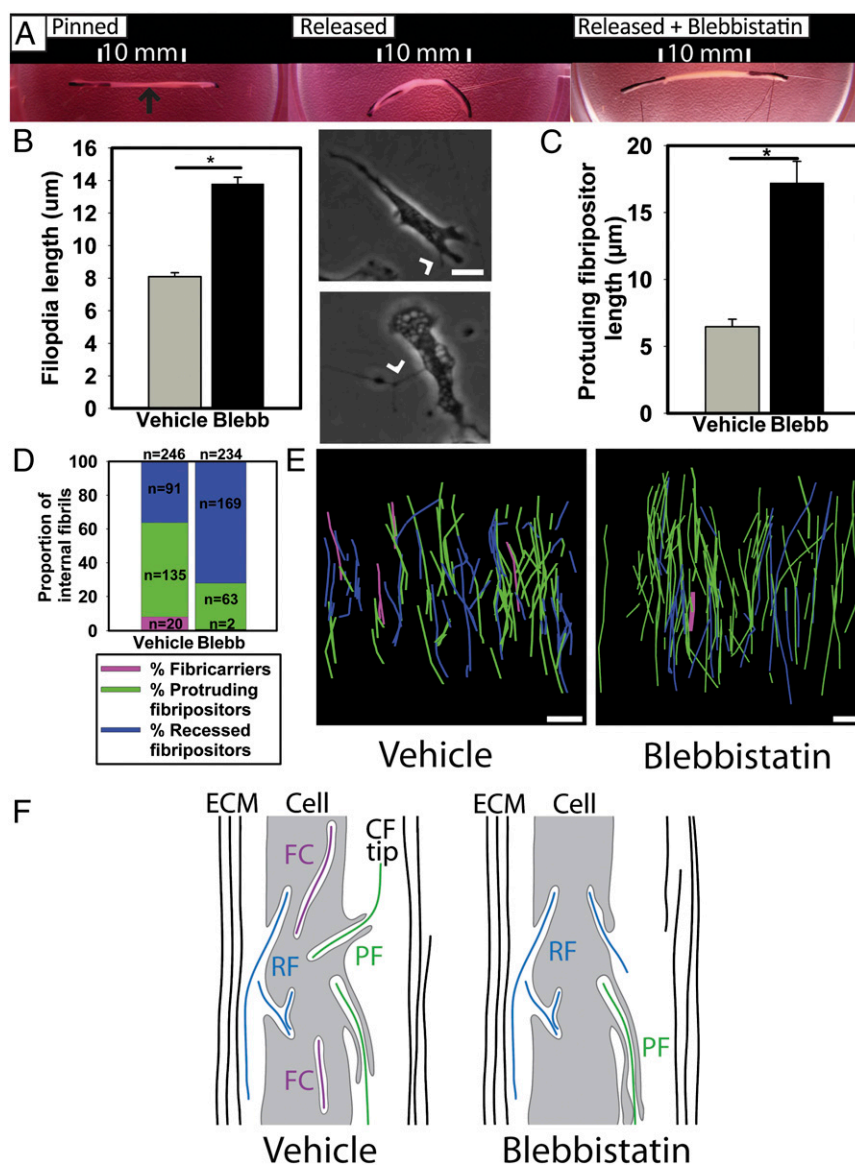 A Pinned Released Released + Blebbistatin
10 mm 10 mm 10 mm
B
Filopdia length (um)
16
14
12
10
8
6
4
2
0
*
Vehicle Blebb
C
Protuding fibripositor
length (µm)
20
15
10
5
0
*
Vehicle Blebb
D
Proportion of
internal fibrils
100
80
60
40
20
0
n=246 n=234
n=91
n=169
n=135
n=63
n=20
n=2
Vehicle Blebb
% Fibricarriers
% Protruding
fibripositors
% Recessed
fibripositors
E
Vehicle Blebbistatin
F
ECM Cell ECM Cell
FC
CF
tip
RF
PF
FC
RF
PF
Vehicle Blebbistatin